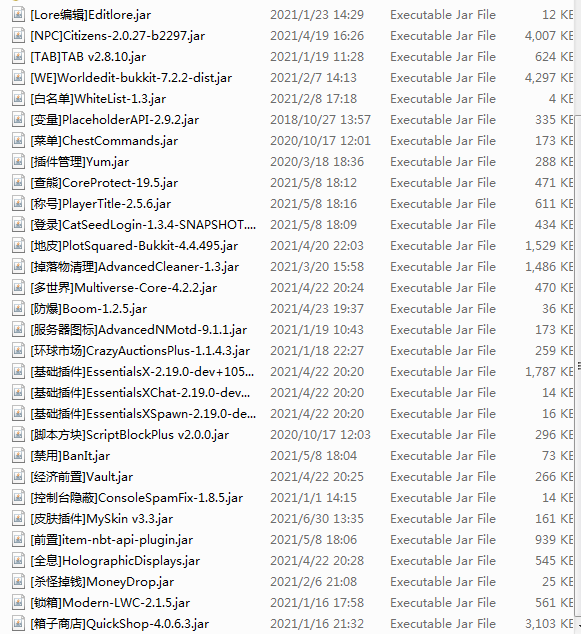 [Lore编辑]Editlore.jar 2021/1/23 14:29 Executable Jar File 12 KB
[NPC]Citizens-2.0.27-b2297.jar 2021/4/19 16:26 Executable Jar File 4,007 KB
[TAB]TAB v2.8.10.jar 2021/1/19 11:28 Executable Jar File 624 KB
[WE]Worldedit-bukkit-7.2.2-dist.jar 2021/2/7 14:13 Executable Jar File 4,297 KB
[白名单]WhiteList-1.3.jar 2021/2/8 17:18 Executable Jar File 4 KB
[变量]PlaceholderAPI-2.9.2.jar 2018/10/27 13:57 Executable Jar File 335 KB
[菜单]ChestCommands.jar 2020/10/17 12:01 Executable Jar File 173 KB
[插件管理]Yum.jar 2020/3/18 18:36 Executable Jar File 288 KB
[查能]CoreProtect-19.5.jar 2021/5/8 18:12 Executable Jar File 471 KB
[称号]PlayerTitle-2.5.6.jar 2021/5/8 18:16 Executable Jar File 611 KB
[登录]CatSeedLogin-1.3.4-SNAPSHOT.... 2021/5/8 18:09 Executable Jar File 434 KB
[地皮]PlotSquared-Bukkit-4.4.495.jar 2021/4/20 22:03 Executable Jar File 1,529 KB
[掉落物清理]AdvancedCleaner-1.3.jar 2021/3/20 15:58 Executable Jar File 1,486 KB
[多世界]Multiverse-Core-4.2.2.jar 2021/4/22 20:24 Executable Jar File 470 KB
[防爆]Boom-1.2.5.jar 2021/4/23 19:37 Executable Jar File 36 KB
[服务器图标]AdvancedNMotd-9.1.1.jar 2021/1/19 10:43 Executable Jar File 173 KB
[环球市场]CrazyAuctionsPlus-1.1.4.3.jar 2021/1/18 22:27 Executable Jar File 259 KB
[基础插件]EssentialsX-2.19.0-dev+105... 2021/4/22 20:20 Executable Jar File 1,787 KB
[基础插件]EssentialsXChat-2.19.0-dev... 2021/4/22 20:20 Executable Jar File 14 KB
[基础插件]EssentialsXSpawn-2.19.0-de... 2021/4/22 20:20 Executable Jar File 16 KB
[脚本方块]ScriptBlockPlus v2.0.0.jar 2020/10/17 12:03 Executable Jar File 296 KB
[禁用]BanIt.jar 2021/5/8 18:04 Executable Jar File 73 KB
[经济前置]Vault.jar 2021/4/22 20:25 Executable Jar File 266 KB
[控制台隐蔽]ConsoleSpamFix-1.8.5.jar 2021/1/1 14:15 Executable Jar File 14 KB
[皮肤插件]MySkin v3.3.jar 2021/6/30 13:35 Executable Jar File 161 KB
[前置]item-nbt-api-plugin.jar 2021/5/8 18:06 Executable Jar File 939 KB
[全息]HolographicDisplays.jar 2021/4/22 20:28 Executable Jar File 545 KB
[杀怪掉钱]MoneyDrop.jar 2021/2/6 21:08 Executable Jar File 25 KB
[锁箱]Modern-LWC-2.1.5.jar 2021/1/16 17:58 Executable Jar File 561 KB
[箱子商店]QuickShop-4.0.6.3.jar 2021/1/16 21:32 Executable Jar File 3,103 KB